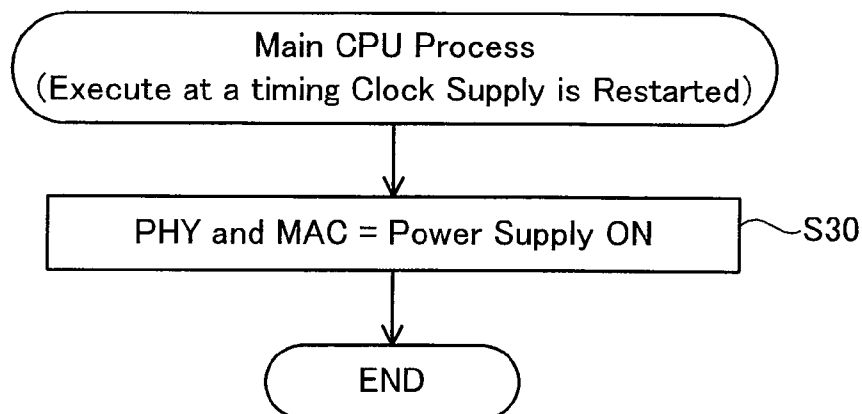 Main CPU Process
(Execute at a timing Clock Supply is Restarted)
PHY and MAC = Power Supply ON
S30
END